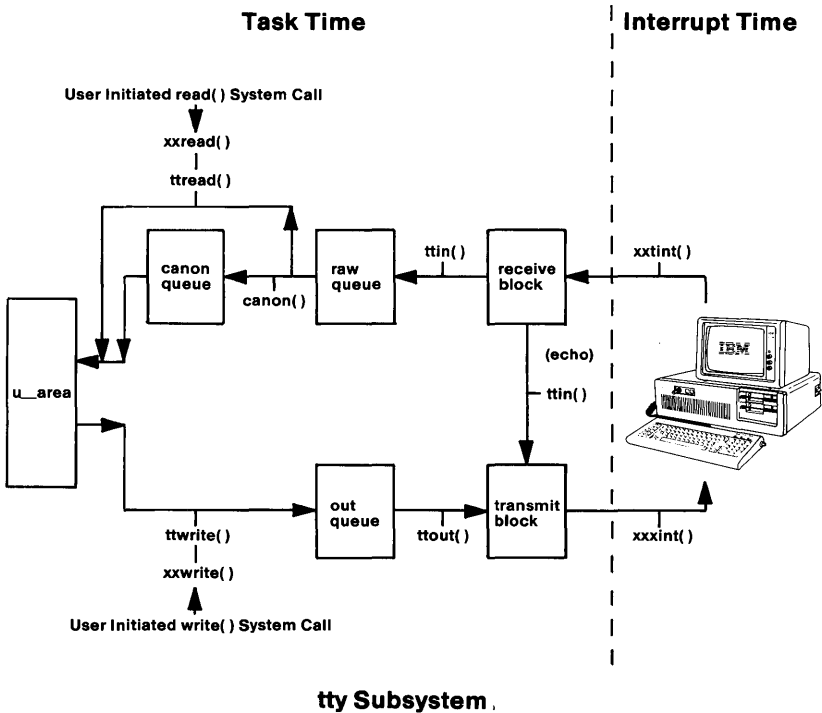 Task Time
Interrupt Time
User Initiated read( ) System Call
xxread( )
ttread( )
canon
queue
canon( )
raw
queue
ttin( )
receive
block
xxtint( )
(echo)
ttin( )
IBM
u__area
out
queue
ttout( )
transmit
block
xxxint( )
ttwrite( )
xxwrite( )
User Initiated write( ) System Call
tty Subsystem